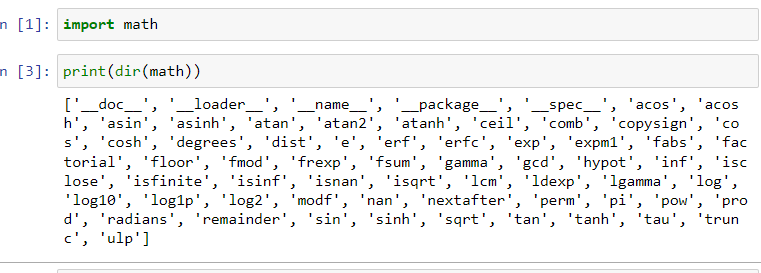 n [1]: import math
n [3]: print(dir(math))
['__doc__', '__loader__', '__name__', '__package__', '__spec__', 'acos', 'acos
h', 'asin', 'asinh', 'atan', 'atan2', 'atanh', 'ceil', 'comb', 'copysign', 'co
s', 'cosh', 'degrees', 'dist', 'e', 'erf', 'erfc', 'exp', 'expm1', 'fabs', 'fac
torial', 'floor', 'fmod', 'frexp', 'fsum', 'gamma', 'gcd', 'hypot', 'inf', 'isc
lose', 'isfinite', 'isinf', 'isnan', 'isqrt', 'lcm', 'ldexp', 'lgamma', 'log',
'log10', 'log1p', 'log2', 'modf', 'nan', 'nextafter', 'perm', 'pi', 'pow', 'pro
d', 'radians', 'remainder', 'sin', 'sinh', 'sqrt', 'tan', 'tanh', 'tau', 'trun
c', 'ulp']